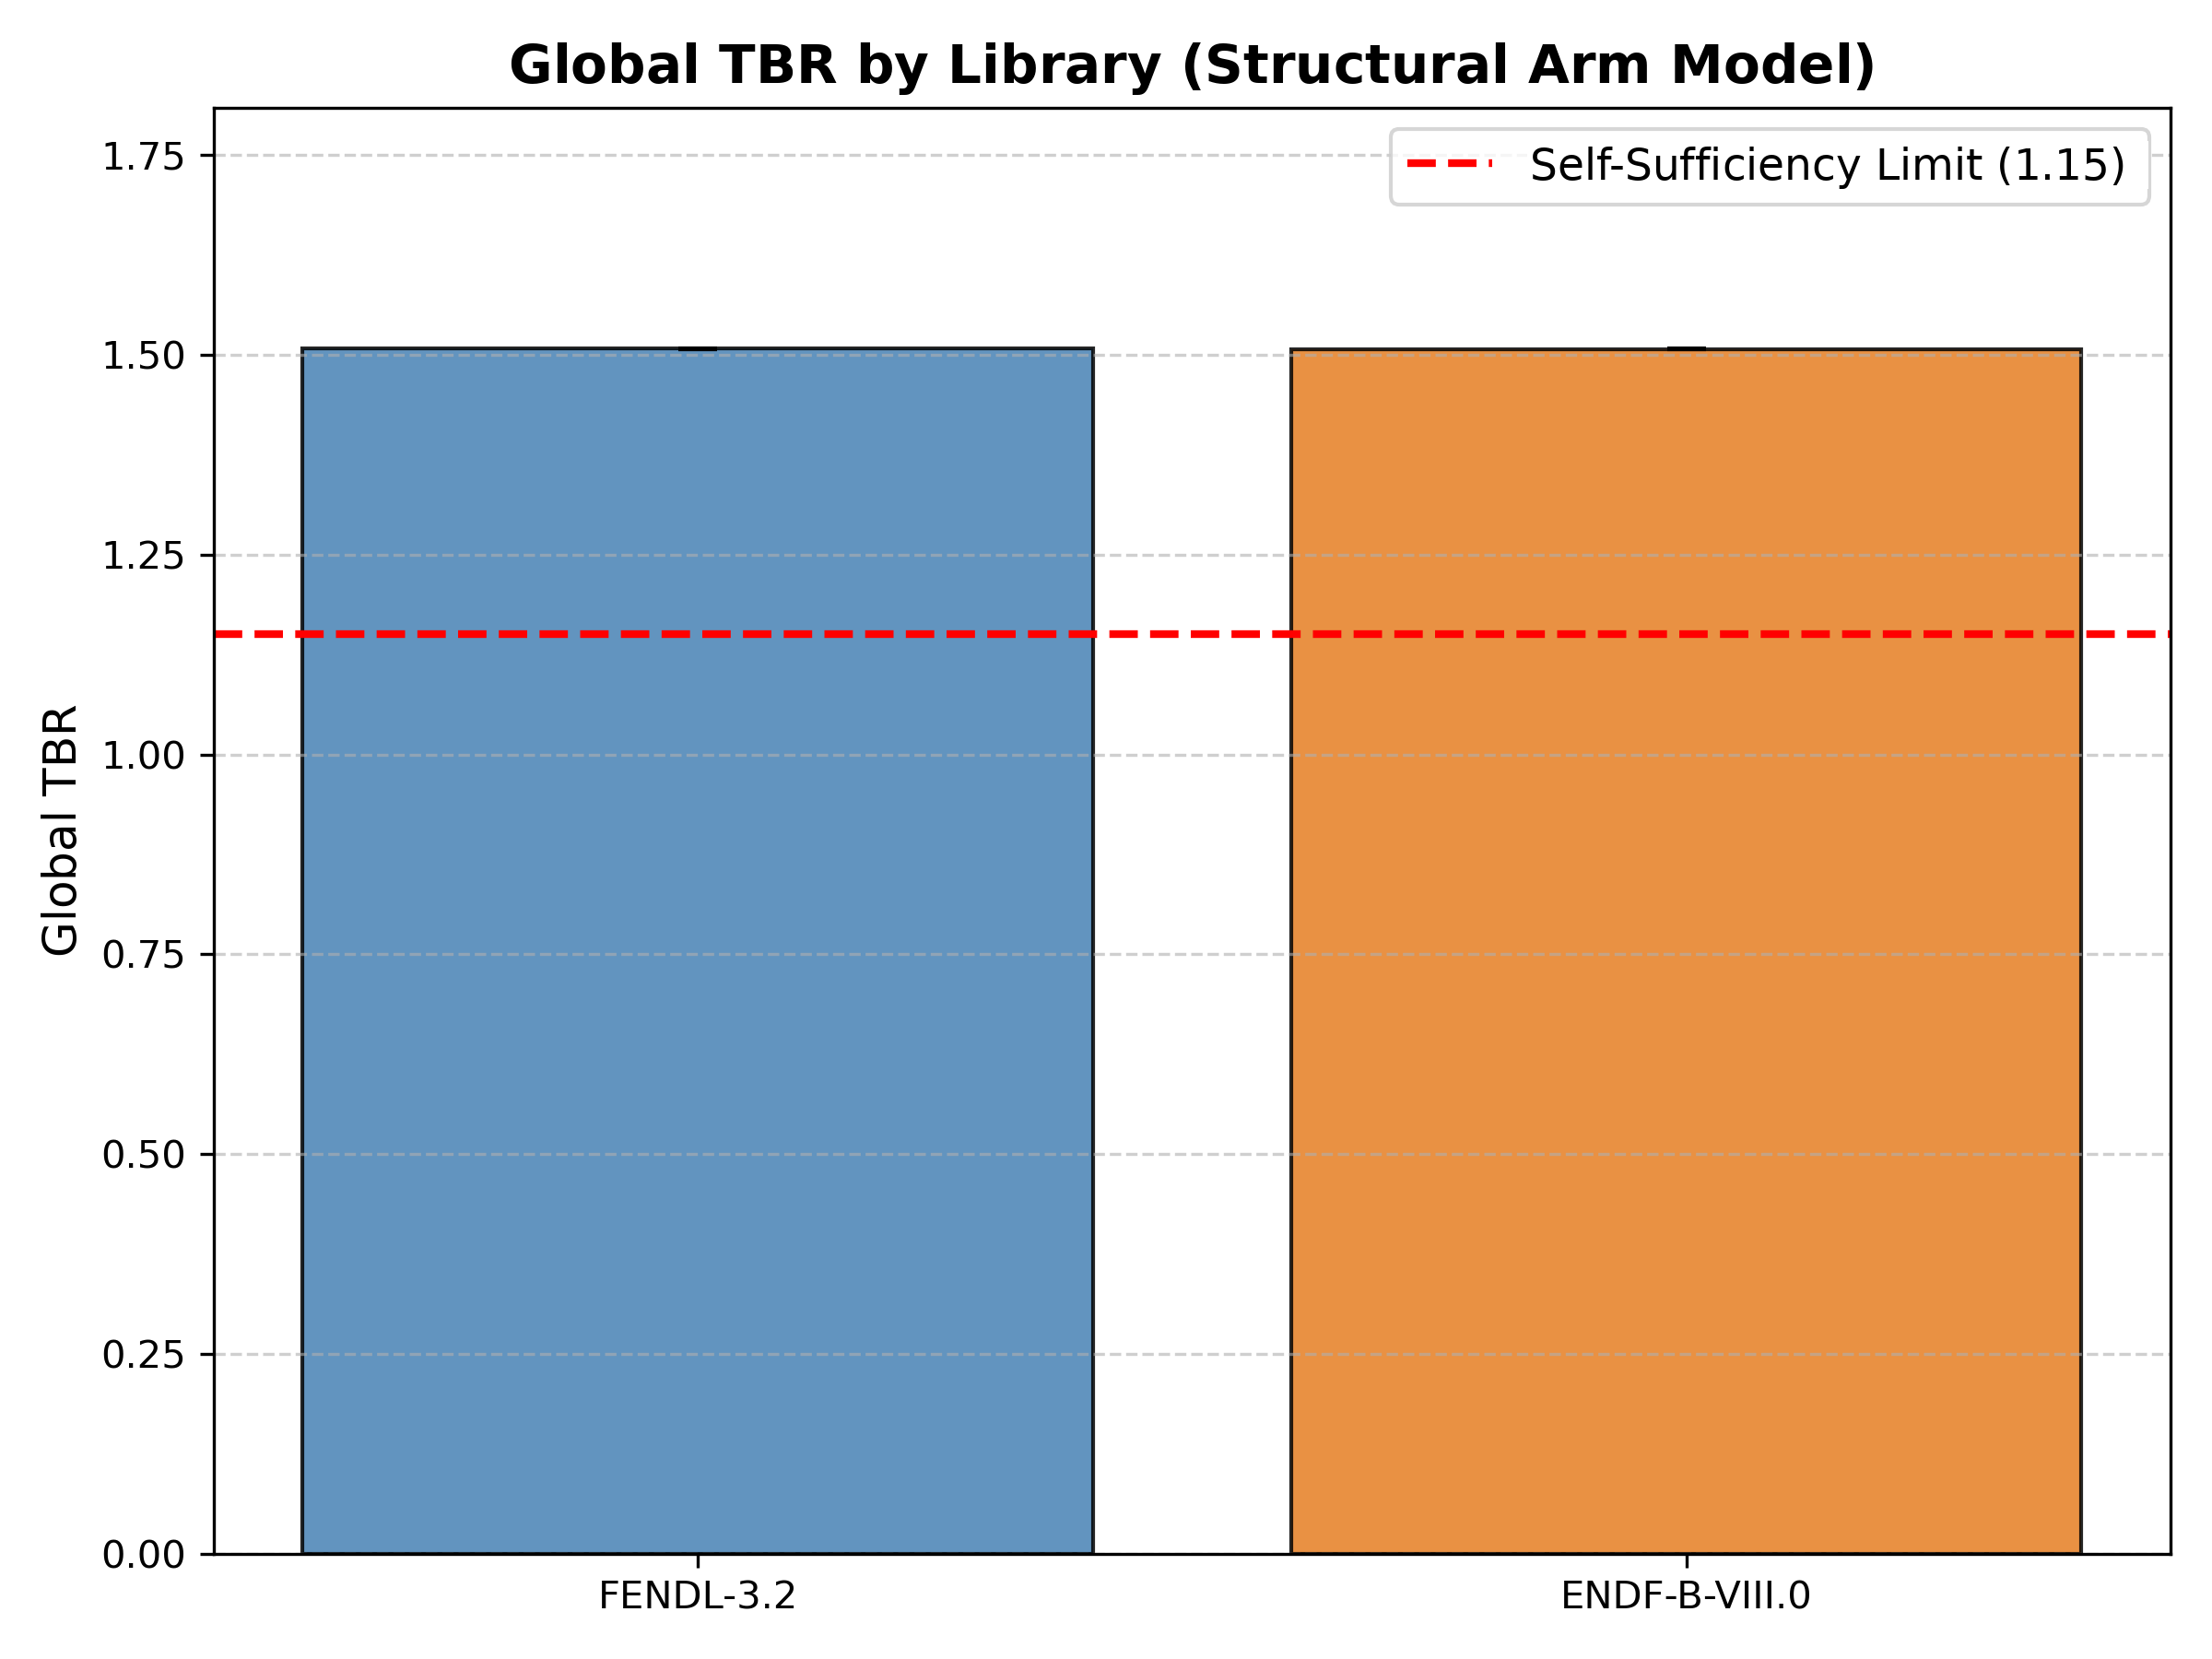 Global TBR by Library (Structural Arm Model)
Self-Sufficiency Limit (1.15)
Global TBR
1.75
1.50
1.25
1.00
0.75
0.50
0.25
0.00
FENDL-3.2
ENDF-B-VIII.0